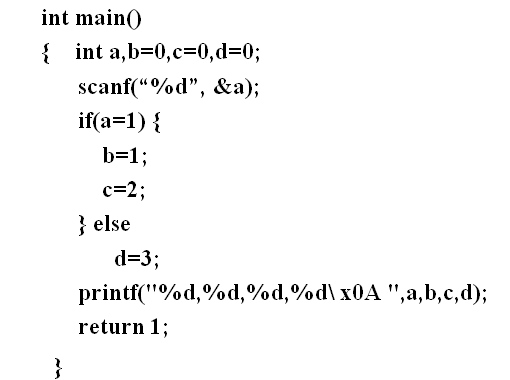 int main()
{ int a,b=0,c=0,d=0;
scanf(“%d”, &a);
if(a=1) {
b=1;
c=2;
} else
d=3;
printf("%d,%d,%d,%d\ x0A ",a,b,c,d);
return 1;
}